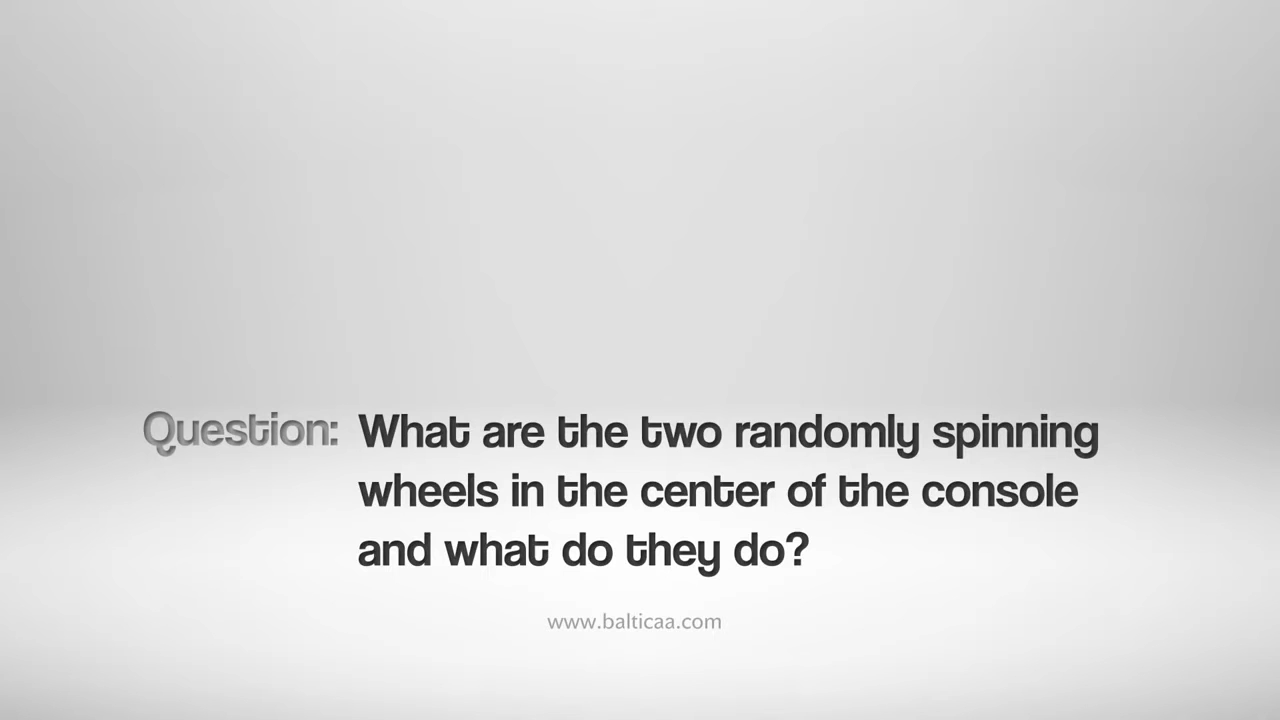 Question: What are the two randomly spinning
wheels in the center of the console
and what do they do?
www.balticaa.com